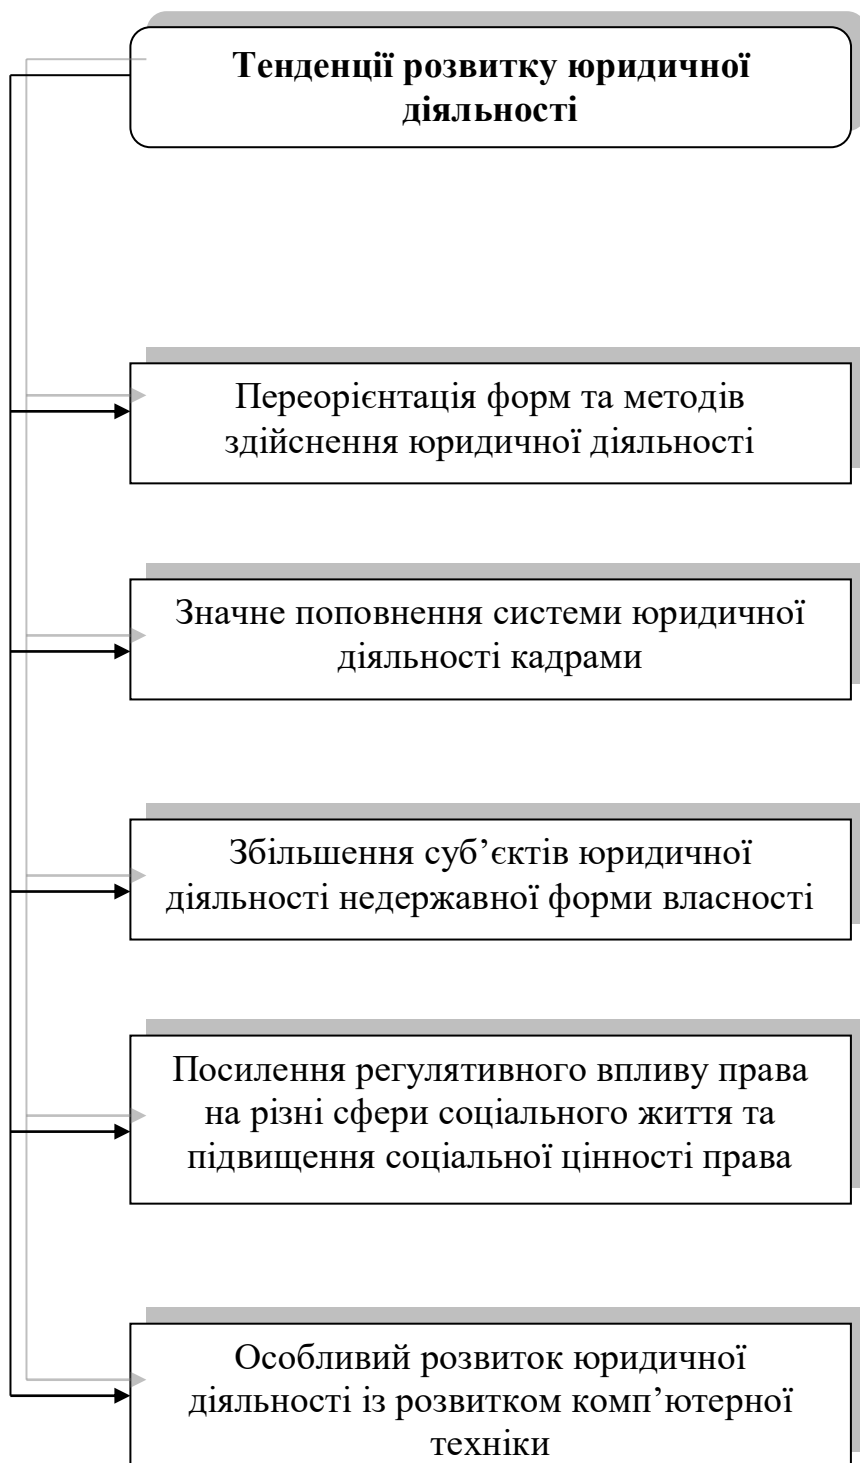 Тенденції розвитку юридичної
діяльності
Переорієнтація форм та методів
здійснення юридичної діяльності
Значне поповнення системи юридичної
діяльності кадрами
Збільшення суб’єктів юридичної
діяльності недержавної форми власності
Посилення регулятивного впливу права
на різні сфери соціального життя та
підвищення соціальної цінності права
Особливий розвиток юридичної
діяльності із розвитком комп’ютерної
техніки